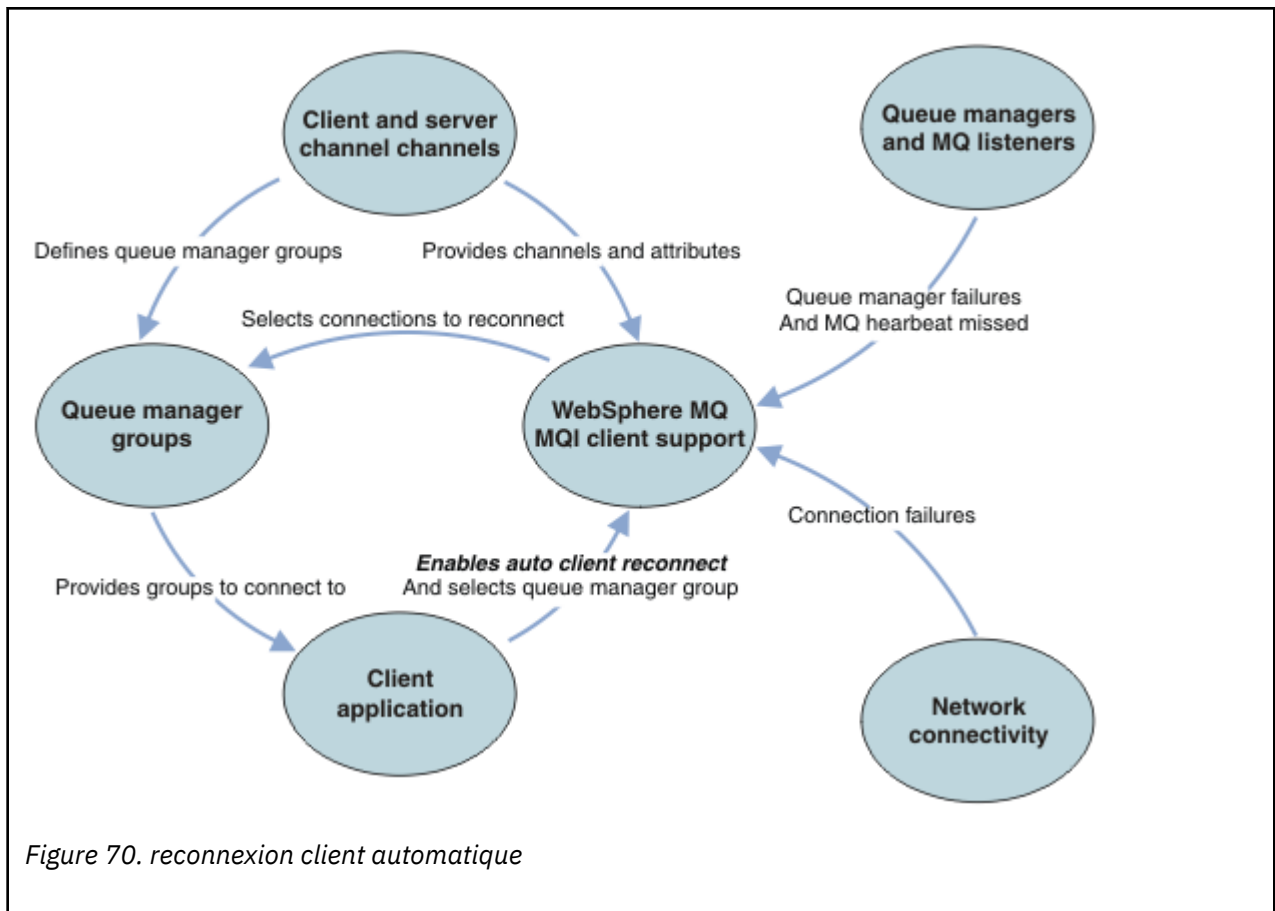 Client and server
channel channels
Queue managers
and MQ listeners
Defines queue manager groups
Provides channels and attributes
Queue manager failures
And MQ hearbeat missed
Selects connections to reconnect
Queue manager
groups
WebSphere MQ
MQI client support
Connection failures
Enables auto client reconnect
And selects queue manager group
Provides groups to connect to
Client
application
Network
connectivity
Figure 70. reconnexion client automatique